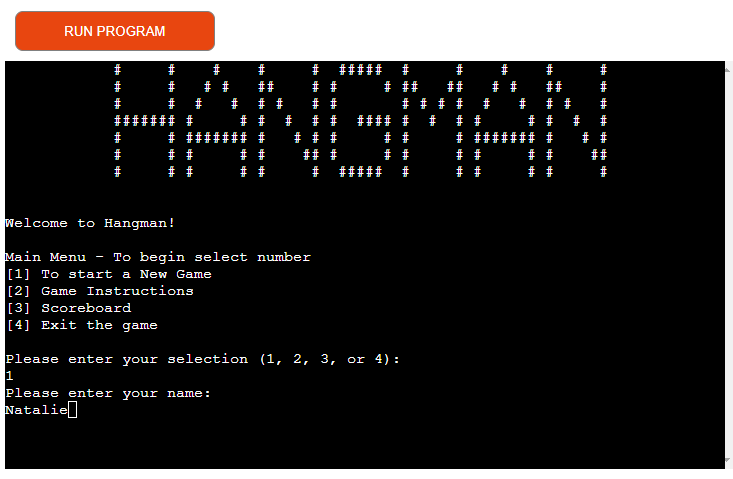 RUN PROGRAM
HANGMAN
Welcome to Hangman!
Main Menu - To begin select number
[1] To start a New Game
[2] Game Instructions
[3] Scoreboard
[4] Exit the game
Please enter your selection (1, 2, 3, or 4):
1
Please enter your name:
Natalie